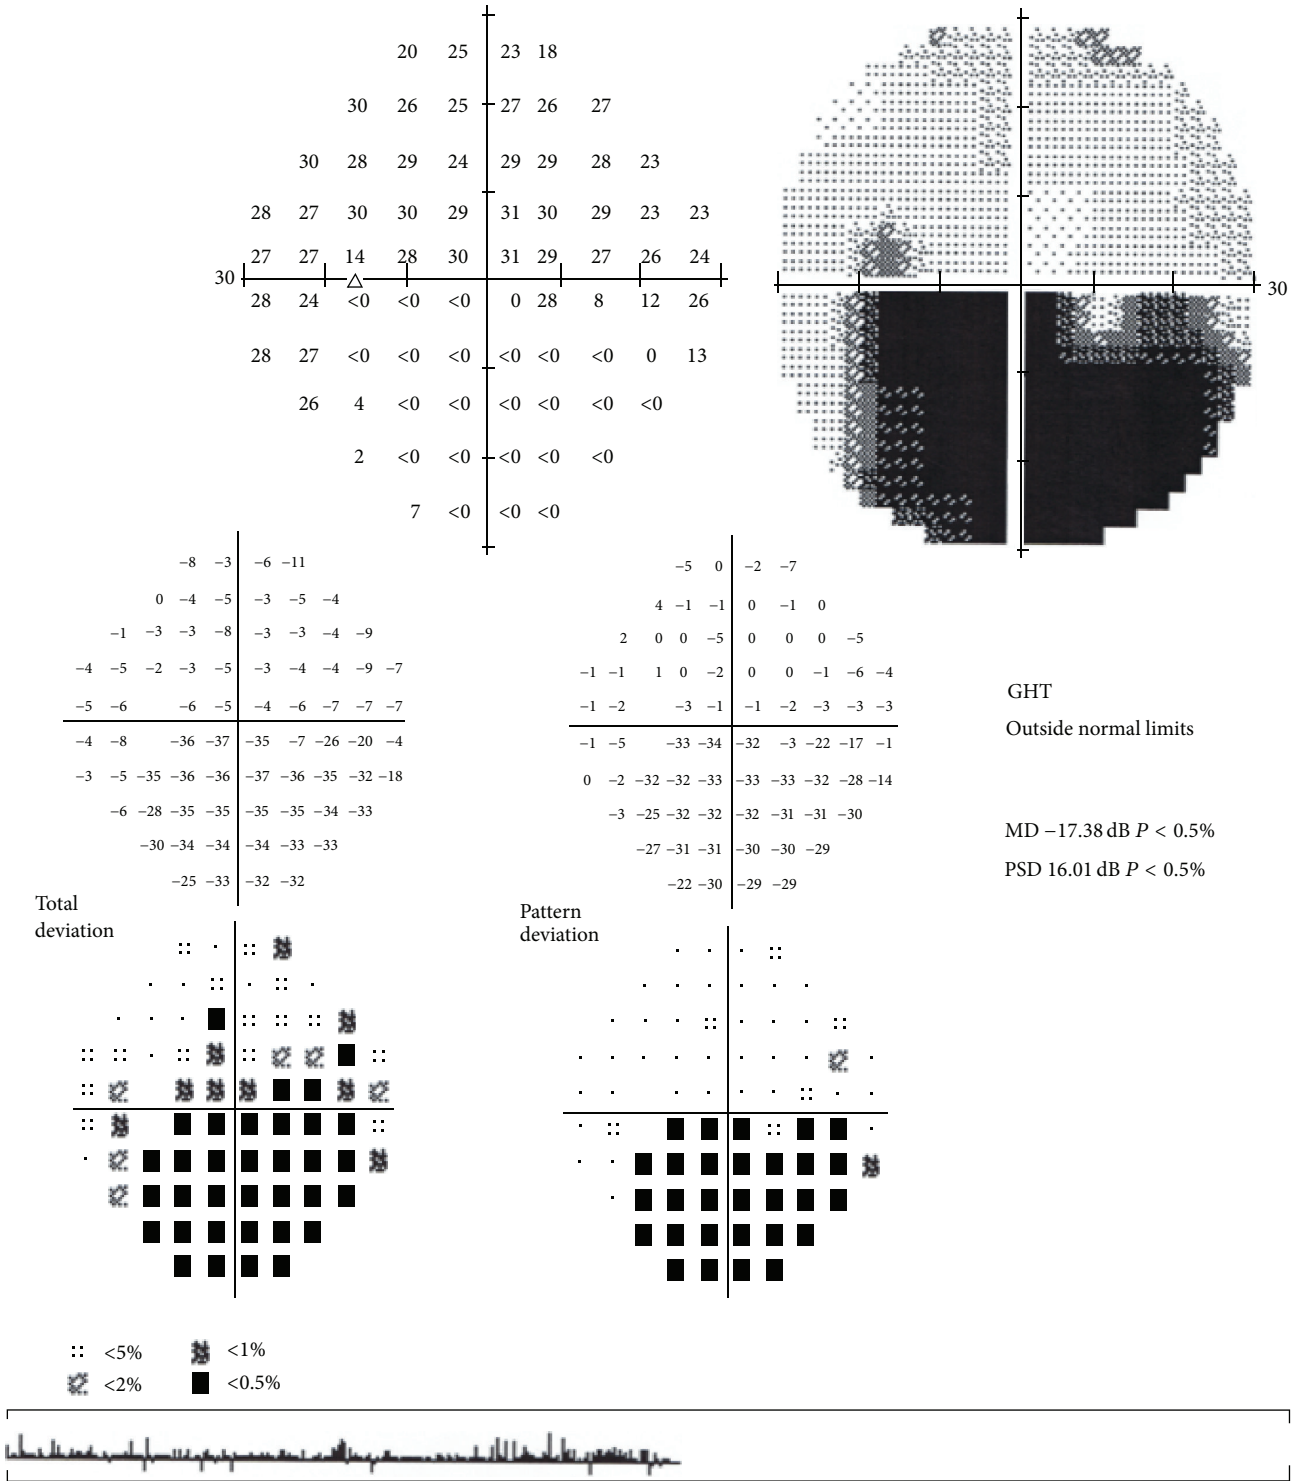 20 25 23 18
30 26 25 27 26 27
30 28 29 24 29 29 28 23
28 27 30 30 29 31 30 29 23 23
27 27 14 28 30 31 29 27 26 24
30
30
28 24 <0 <0 <0 0 28 8 12 26
28 27 <0 <0 <0 <0 <0 <0 0 13
26 4 <0 <0 <0 <0 <0 <0
2 <0 <0 <0 <0 <0
7 <0 <0 <0
−8 −3 −6 −11
0 −4 −5 −3 −5 −4
−1 −3 −3 −8 −3 −3 −4 −9
−4 −5 −2 −3 −5 −3 −4 −4 −9 −7
−5 −6 −6 −5 −4 −6 −7 −7 −7
−4 −8 −36 −37 −35 −7 −26 −20 −4
−3 −5 −35 −36 −36 −37 −36 −35 −32 −18
−6 −28 −35 −35 −35 −35 −34 −33
−30 −34 −34 −34 −33 −33
−25 −33 −32 −32
Total
deviation
−5 0 −2 −7
4 −1 −1 0 −1 0
2 0 0 −5 0 0 0 −5
−1 −1 1 0 −2 0 0 −1 −6 −4
−1 −2 −3 −1 −1 −2 −3 −3 −3
−1 −5 −33 −34 −32 −3 −22 −17 −1
0 −2 −32 −32 −33 −33 −33 −32 −28 −14
−3 −25 −32 −32 −32 −31 −31 −30
−27 −31 −31 −30 −30 −29
−22 −30 −29 −29
Pattern
deviation
GHT
Outside normal limits
MD −17.38 dB P < 0.5%
PSD 16.01 dB P < 0.5%
<5% <1%
<2% <0.5%